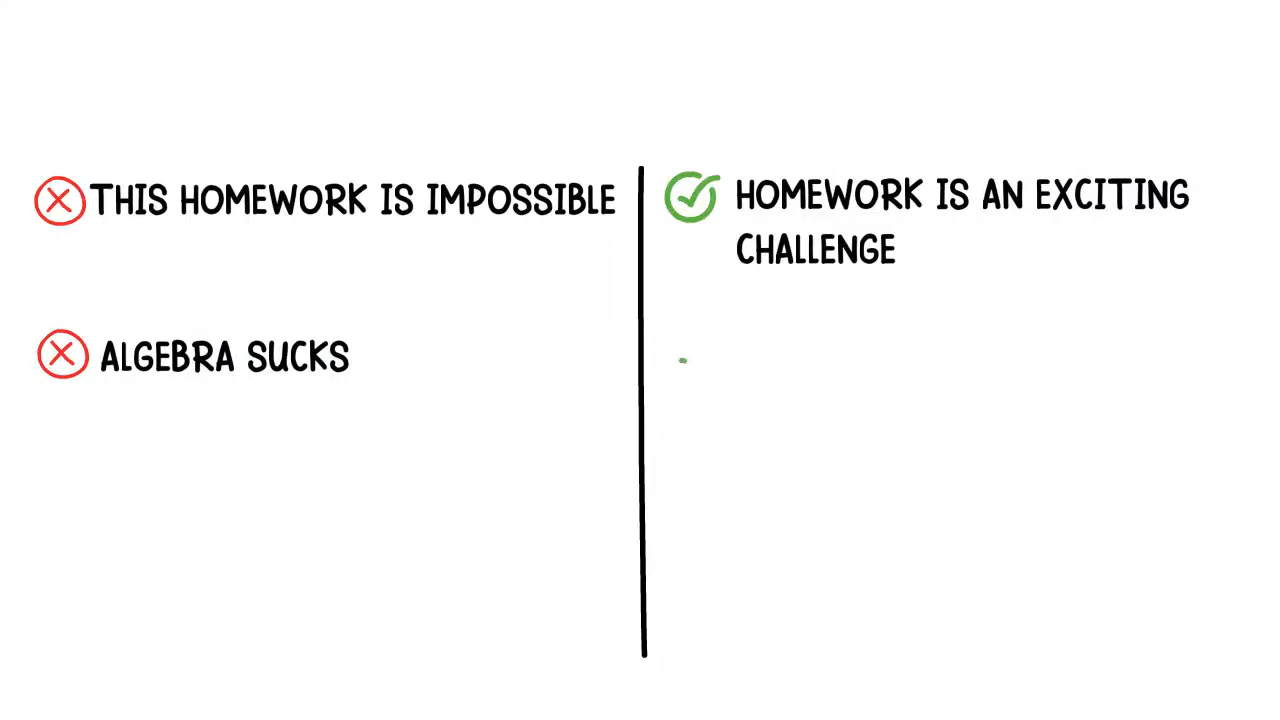 THIS HOMEWORK IS IMPOSSIBLE
HOMEWORK IS AN EXCITING
CHALLENGE
ALGEBRA SUCKS